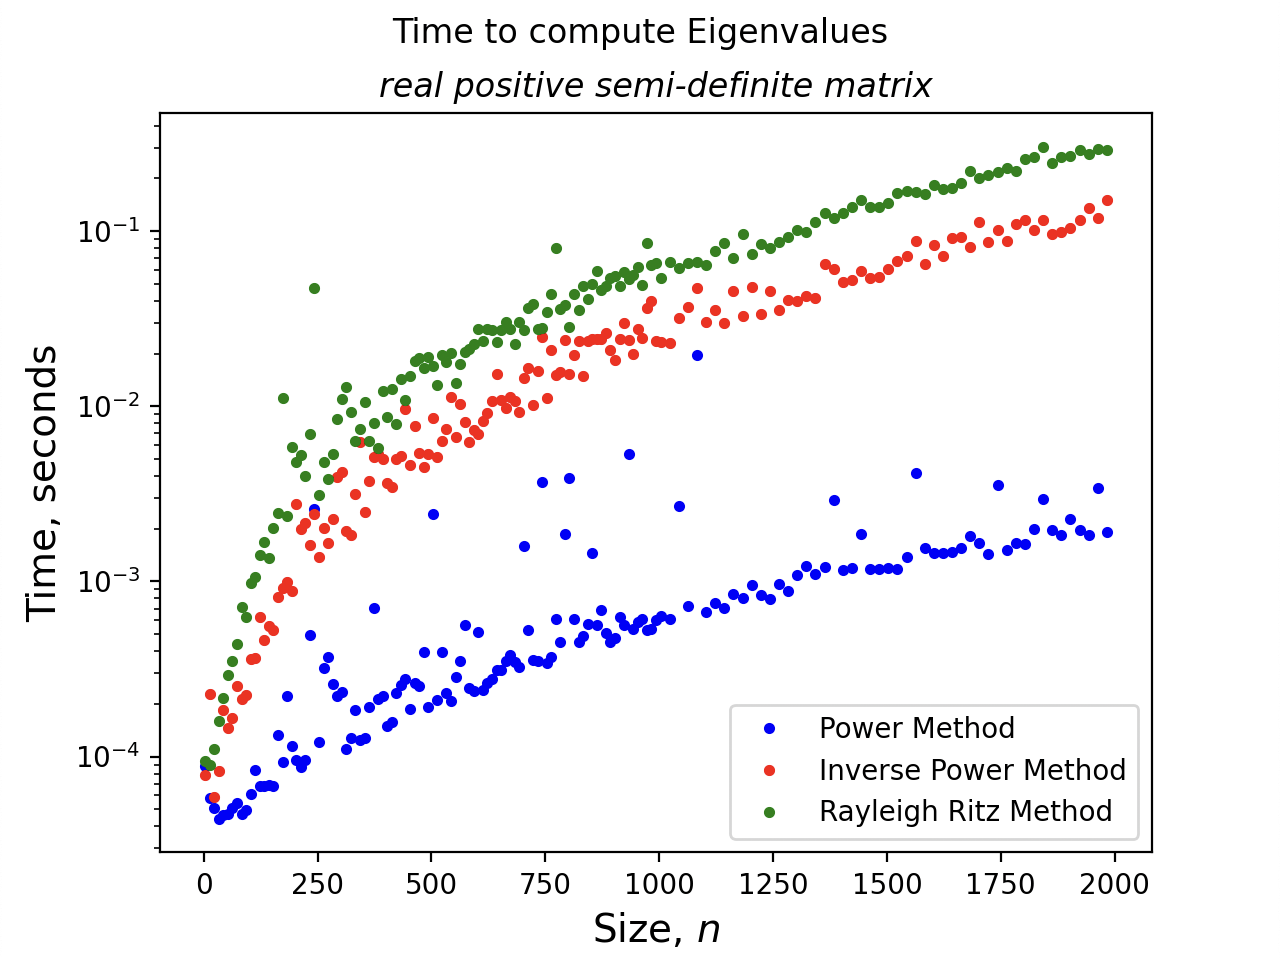 Time to compute Eigenvalues
real positive semi-definite matrix
Time, seconds
10⁻¹
10⁻²
10⁻³
10⁻⁴
Power Method
Inverse Power Method
Rayleigh Ritz Method
0 250 500 750 1000 1250 1500 1750 2000
Size, n